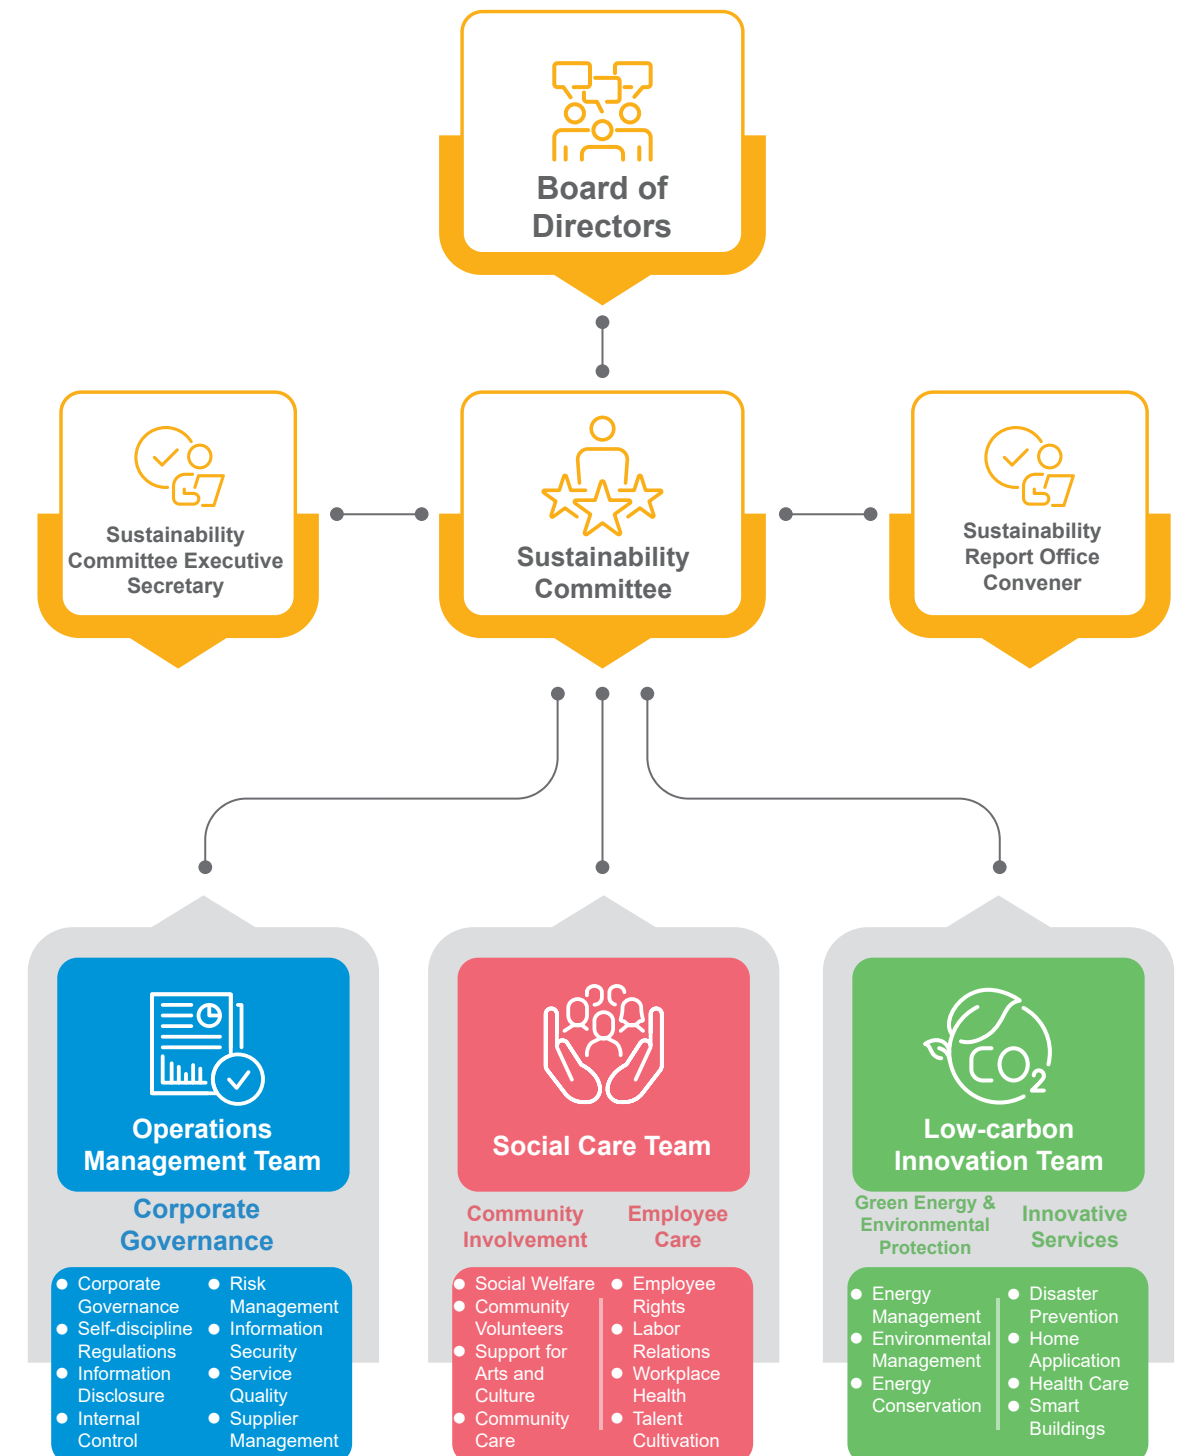 Board of
Directors
Sustainability
Committee Executive
Secretary
Sustainability
Committee
Sustainability
Report Office
Convener
Operations
Management Team
Corporate
Governance
Corporate
Governance
Self-discipline
Regulations
Information
Disclosure
Internal
Control
Risk
Management
Information
Security
Service
Quality
Supplier
Management
Social Care Team
Community
Involvement
Social Welfare
Community
Volunteers
Support for
Arts and
Culture
Community
Care
Employee
Care
Employee
Rights
Labor
Relations
Workplace
Health
Talent
Cultivation
CO2
Low-carbon
Innovation Team
Green Energy &
Environmental
Protection
Energy
Management
Environmental
Management
Energy
Conservation
Innovative
Services
Disaster
Prevention
Home
Application
Health Care
Smart
Buildings